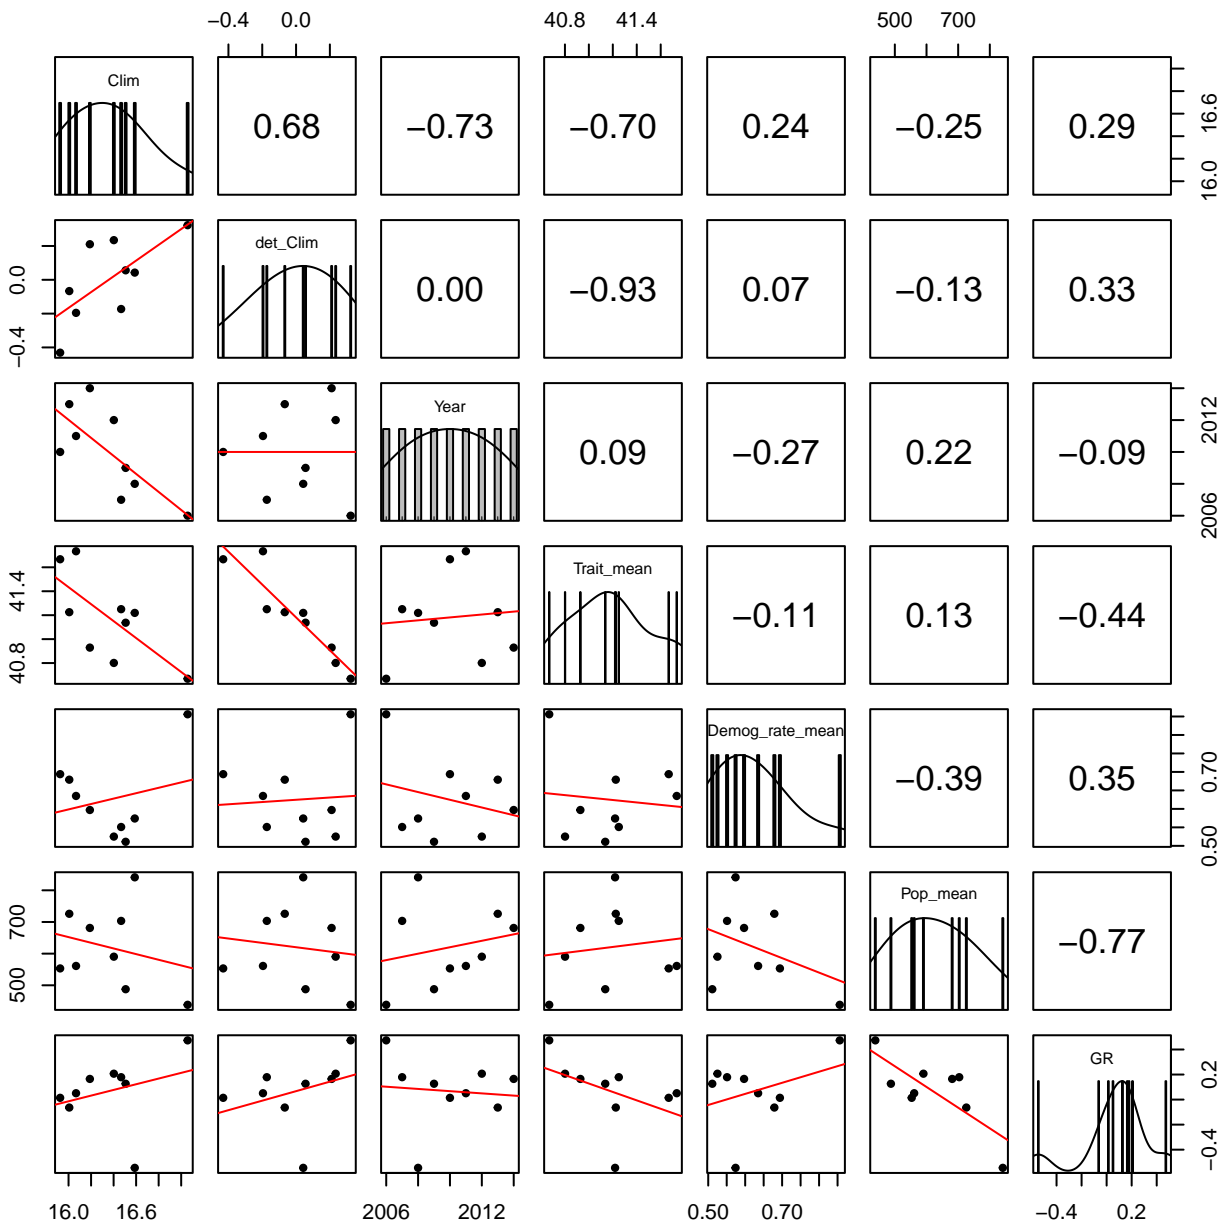 −0.4 0.0 40.8 41.4 500 700
Clim 0.68 −0.73 −0.70 0.24 −0.25 0.29 16.0 16.6
0.0 −0.4 det_Clim 0.00 −0.93 0.07 −0.13 0.33
Year 0.09 −0.27 0.22 −0.09 2006 2012
41.4 40.8 Trait_mean −0.11 0.13 −0.44
Demog_rate_mean −0.39 0.35 0.50 0.70
700 500 Pop_mean −0.77
GR −0.4 0.2
16.0 16.6 2006 2012 0.50 0.70 −0.4 0.2